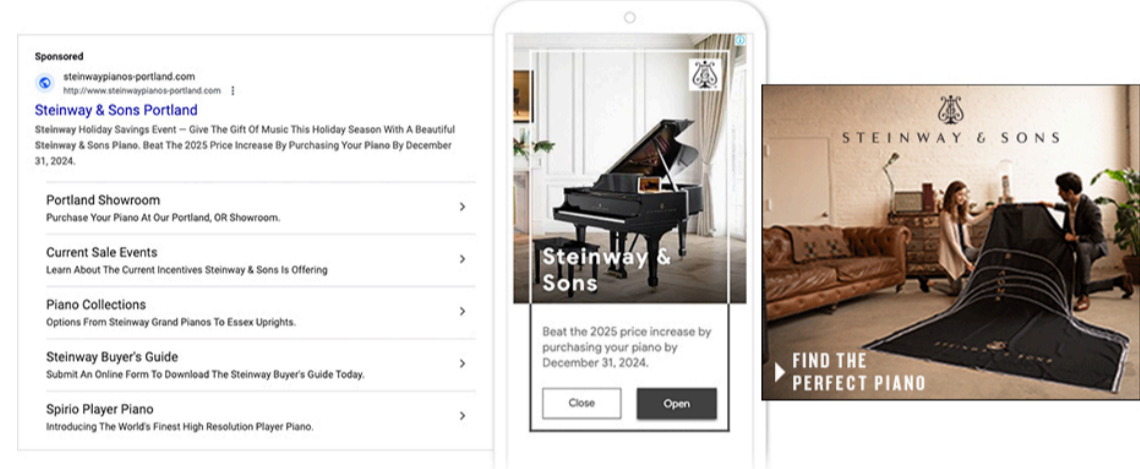 Sponsored
steinwaypianos-portland.com
http://www.steinwaypianos-portland.com
Steinway & Sons Portland
Steinway Holiday Savings Event — Give The Gift Of Music This Holiday Season With A Beautiful
Steinway & Sons Piano. Beat The 2025 Price Increase By Purchasing Your Piano By December
31, 2024.
Portland Showroom
Purchase Your Piano At Our Portland, OR Showroom.
Current Sale Events
Learn About The Current Incentives Steinway & Sons Is Offering
Piano Collections
Options From Steinway Grand Pianos To Essex Uprights.
Steinway Buyer's Guide
Submit An Online Form To Download The Steinway Buyer's Guide Today.
Spirio Player Piano
Introducing The World's Finest High Resolution Player Piano.
Steinway &
Sons
Beat the 2025 price increase by
purchasing your piano by
December 31, 2024.
Close
Open
STEINWAY & SONS
STEINWAY & SONS
FIND THE
PERFECT PIANO